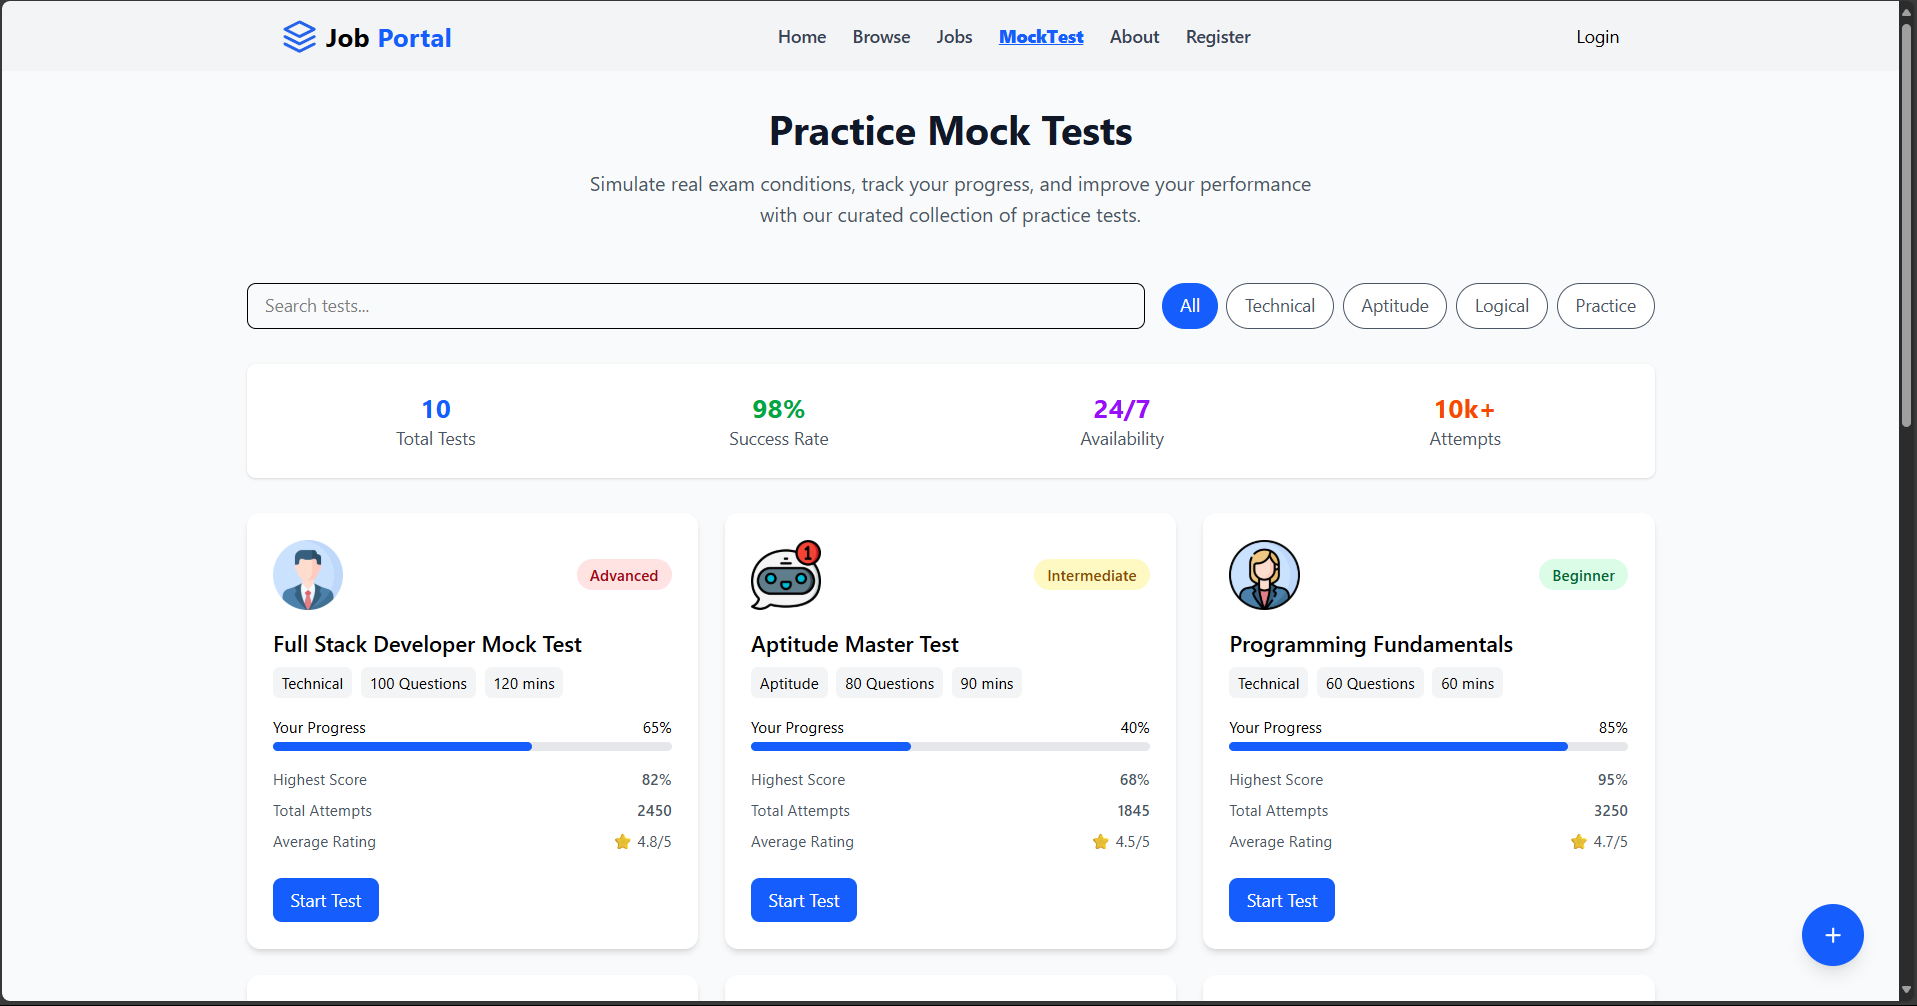 Job Portal
Home Browse Jobs MockTest About Register
Login
Practice Mock Tests
Simulate real exam conditions, track your progress, and improve your performance
with our curated collection of practice tests.
Search tests...
All Technical Aptitude Logical Practice
10
Total Tests
98%
Success Rate
24/7
Availability
10k+
Attempts
Advanced
Full Stack Developer Mock Test
Technical 100 Questions 120 mins
Your Progress 65%
Highest Score 82%
Total Attempts 2450
Average Rating ⭐ 4.8/5
Start Test
1
Intermediate
Aptitude Master Test
Aptitude 80 Questions 90 mins
Your Progress 40%
Highest Score 68%
Total Attempts 1845
Average Rating ⭐ 4.5/5
Start Test
Beginner
Programming Fundamentals
Technical 60 Questions 60 mins
Your Progress 85%
Highest Score 95%
Total Attempts 3250
Average Rating ⭐ 4.7/5
Start Test
+